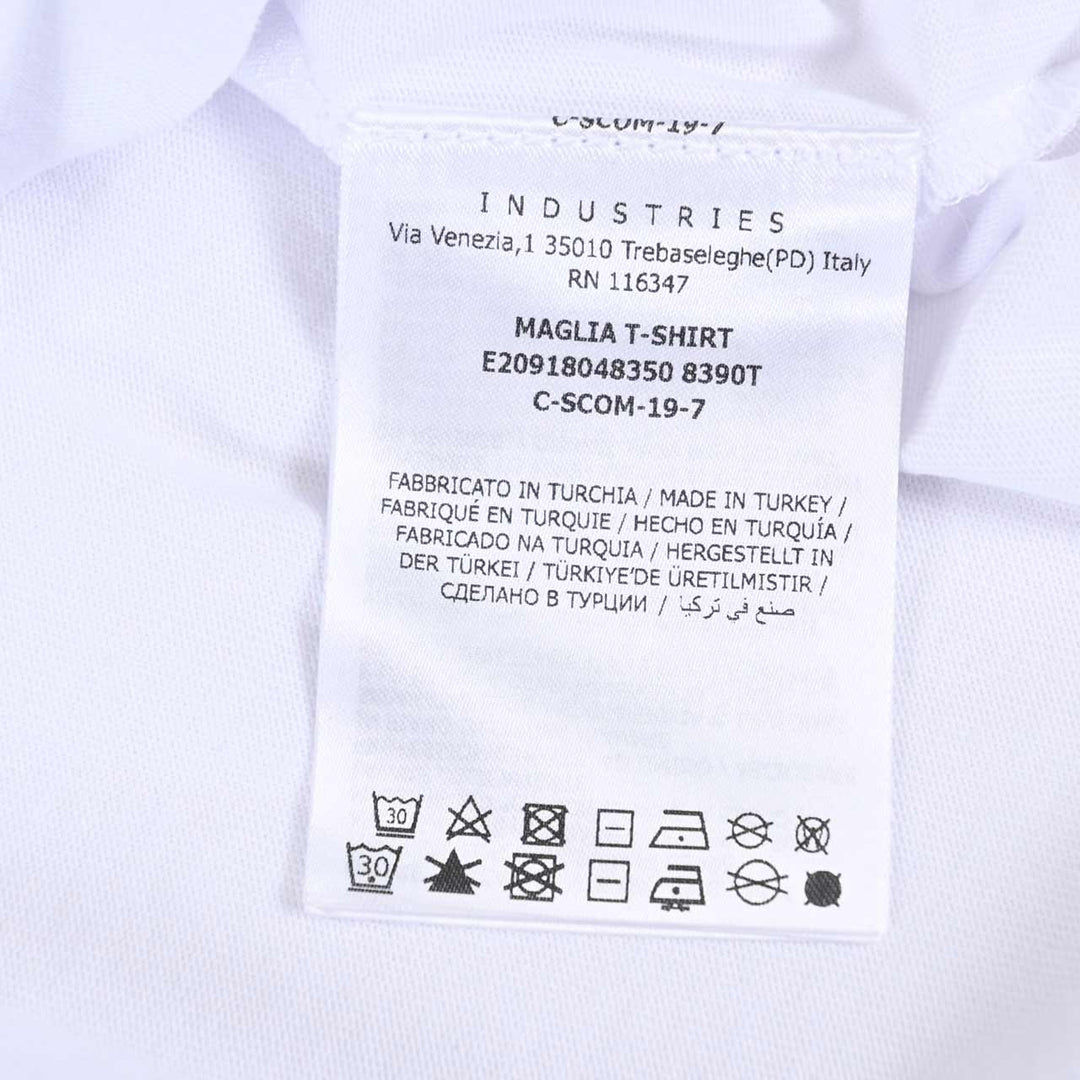 C-SCOM-19-7
INDUSTRIES
Via Venezia,1 35010 Trebaseleghe(PD) Italy
RN 116347
MAGLIA T-SHIRT
E20918048350 8390T
C-SCOM-19-7
FABBRICATO IN TURCHIA / MADE IN TURKEY /
FABRIQUÉ EN TURQUIE / HECHO EN TURQUÍA /
FABRICADO NA TURQUIA / HERGESTELLT IN
DER TÜRKEI / TÜRKIYE'DE ÜRETILMISTIR /
СДЕЛАНО В ТУРЦИИ / صنع في تركيا
30
30